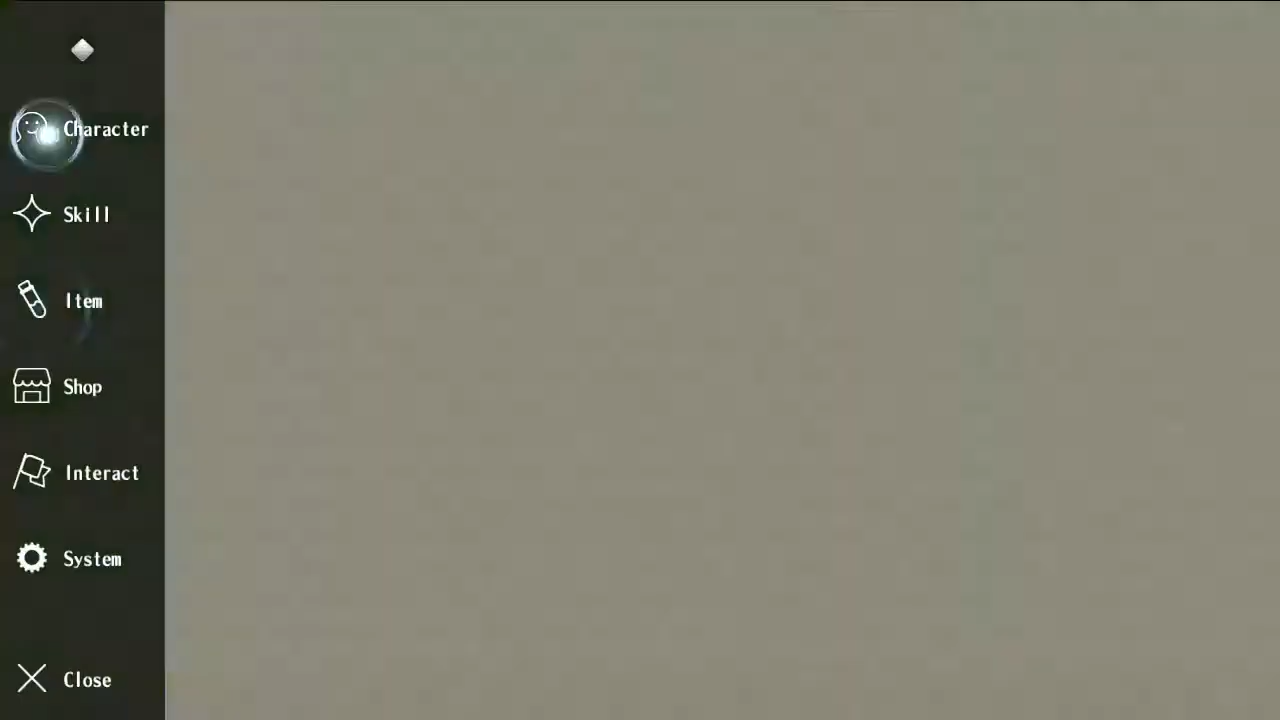 Character
Skill
Item
Shop
Interact
System
Close